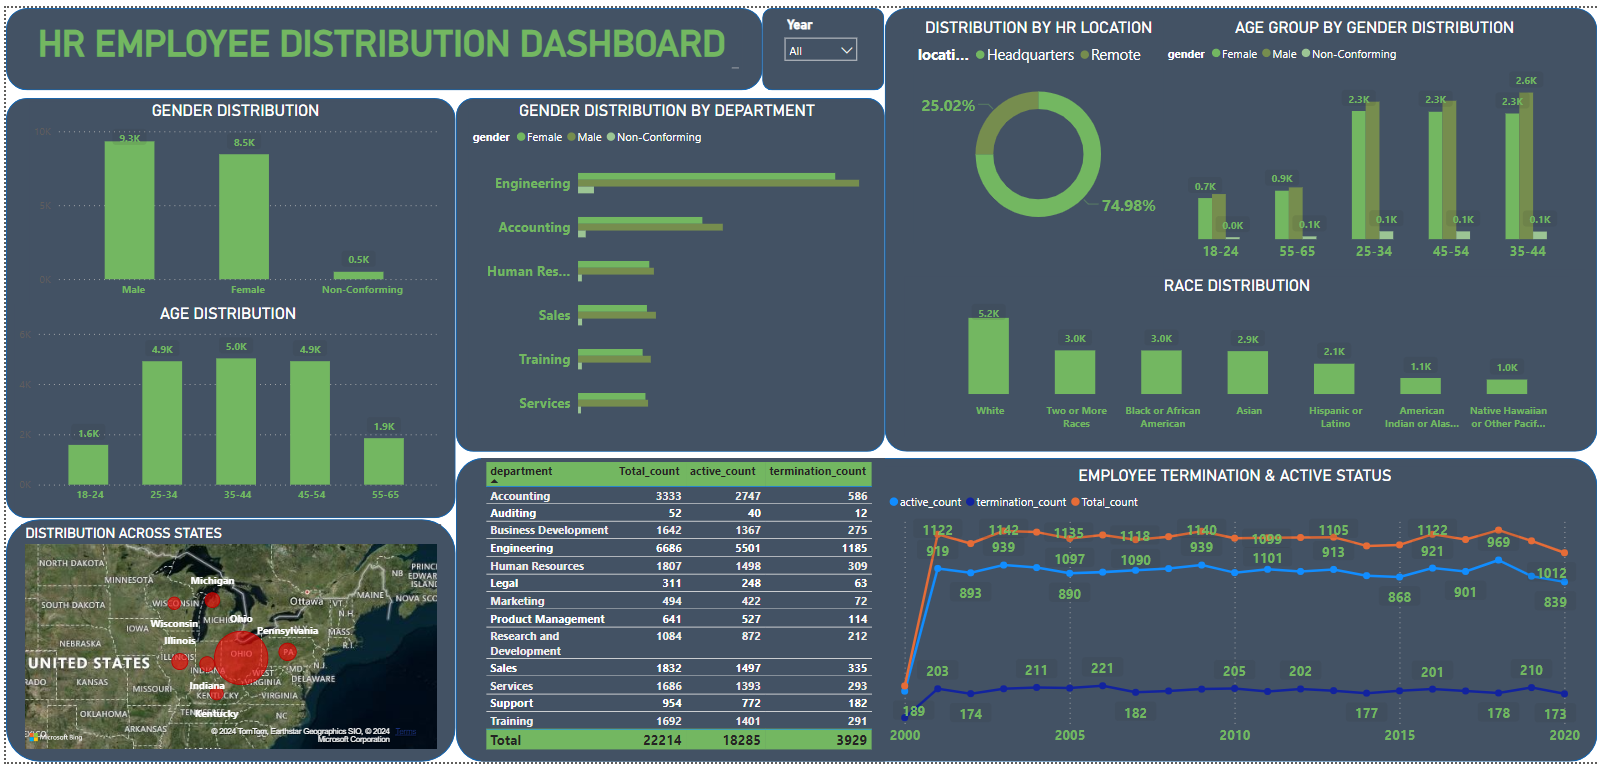 HR EMPLOYEE DISTRIBUTION DASHBOARD
Year
All
GENDER DISTRIBUTION
10K
5K
0K
9.3K
8.5K
0.5K
Male Female Non-Conforming
AGE DISTRIBUTION
6K
4K
2K
0K
1.6K
4.9K
5.0K
4.9K
1.9K
18-24 25-34 35-44 45-54 55-65
DISTRIBUTION ACROSS STATES
NORTH DAKOTA
MINNESOTA
Michigan
Ottawa
MAINE
NB
PRINC
EDWAR
ISLAND
NOVA SCO
VT.
N.H.
SOUTH DAKOTA
WISCONSIN
Wisconsin
MICHIG
Ohio
Pennsylvania
MASS
R.I.
IOWA
NEBRASKA
Illinois
ILLINOIS
INDIANA
OHIO
PA
N.J.
MD.
DELAWARE
UNITED STATES
WEST
VIRGINIA
KANSAS
MISSOURI
Indiana
KENTUCKY
VIRGINIA
Kentucky
NC
OKLAHOMA
ARKANSAS
Microsoft Bing
© 2024 TomTom, Earthstar Geographics SIO, © 2024
Microsoft Corporation
Terms
GENDER DISTRIBUTION BY DEPARTMENT
gender Female Male Non-Conforming
Engineering
Accounting
Human Res...
Sales
Training
Services
DISTRIBUTION BY HR LOCATION
locati... Headquarters Remote
25.02%
74.98%
AGE GROUP BY GENDER DISTRIBUTION
gender Female Male Non-Conforming
0.7K
0.0K
0.9K
0.1K
2.3K
0.1K
2.3K
0.1K
2.3K
2.6K
0.1K
18-24 55-65 25-34 45-54 35-44
RACE DISTRIBUTION
5.2K
3.0K
3.0K
2.9K
2.1K
1.1K
1.0K
White
Two or More
Races
Black or African
American
Asian
Hispanic or
Latino
American
Indian or Alas...
Native Hawaiian
or Other Pacif...
department Total_count active_count termination_count
Accounting 3333 2747 586
Auditing 52 40 12
Business Development 1642 1367 275
Engineering 6686 5501 1185
Human Resources 1807 1498 309
Legal 311 248 63
Marketing 494 422 72
Product Management 641 527 114
Research and 1084 872 212
Development
Sales 1832 1497 335
Services 1686 1393 293
Support 954 772 182
Training 1692 1401 291
Total 22214 18285 3929
EMPLOYEE TERMINATION & ACTIVE STATUS
active_count termination_count Total_count
1122 1142 1135 1118 1140 1099 1105 1122 969
919 939 1097 1090 939 1101 913 921 1012
893 890 868 901 839
203 211 221 205 202 201 210
189 174 182 177 178 173
2000 2005 2010 2015 2020